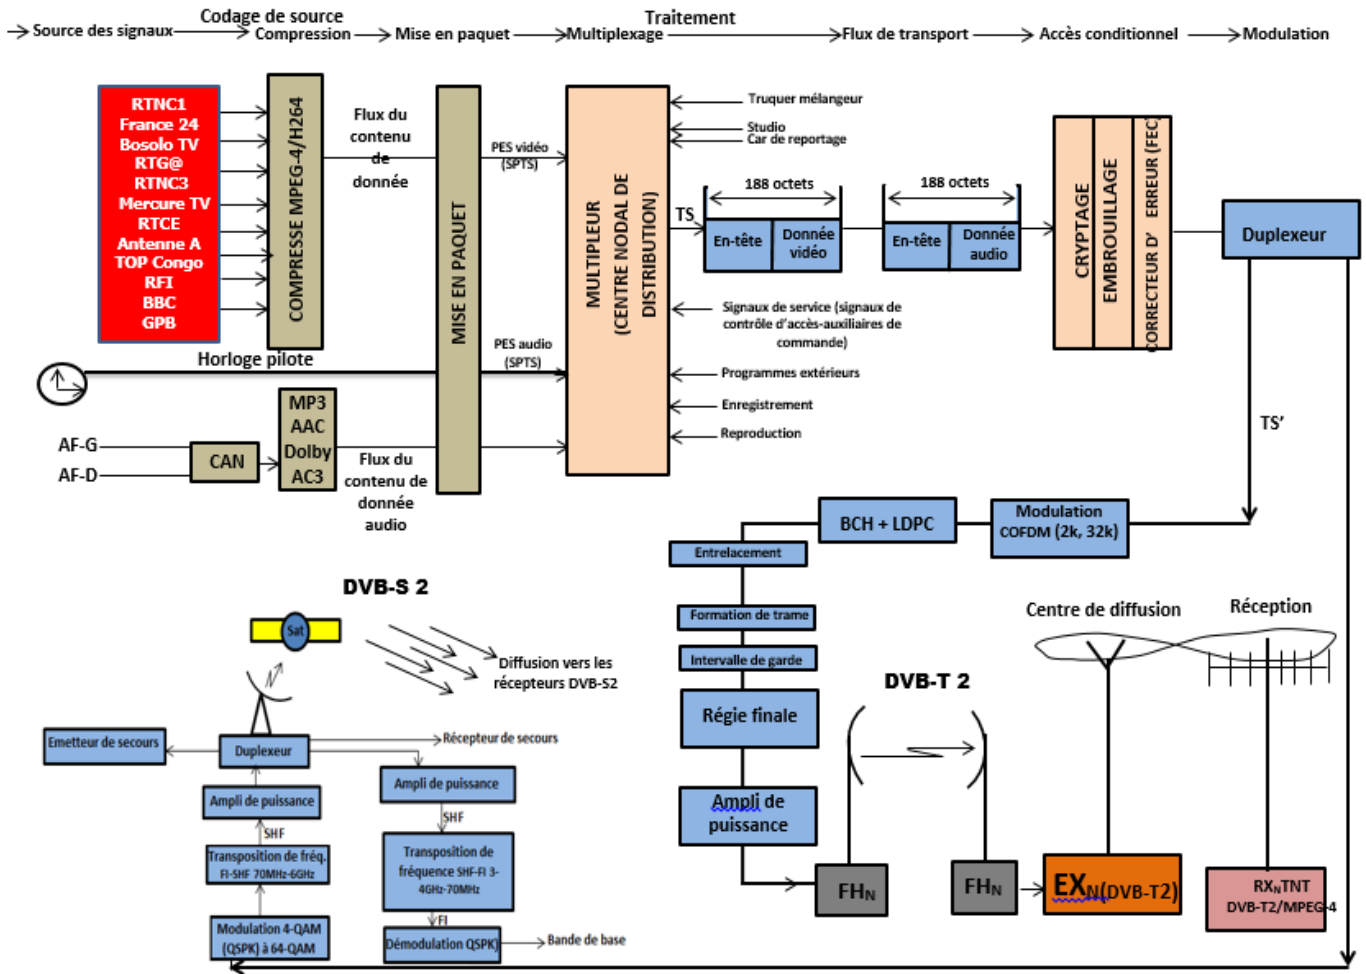 Codage de source
Traitement
Source des signaux
Compression
Mise en paquet
Multiplexage
Flux de transport
Accès conditionnel
Modulation
RTNC1
France 24
Bosolo TV
RTG@
RTNC3
Mercure TV
RTCE
Antenne A
TOP Congo
RFI
BBC
GPB
COMPRESSE MPEG-4/H264
Flux du
contenu
de
donnée
MISE EN PAQUET
PES vidéo
(SPTS)
PES audio
(SPTS)
MULTIPLEUR
(CENTRE NODAL DE
DISTRIBUTION)
Truquer mélangeur
Studio
Car de reportage
TS
188 octets
En-tête
Donnée
vidéo
188 octets
En-tête
Donnée
audio
Signaux de service (signaux de
contrôle d'accès-auxiliaires de
commande)
Programmes extérieurs
Enregistrement
Reproduction
CRYPTAGE
EMBROUILLAGE
CORRECTEUR D' ERREUR (FEC)
Duplexeur
Horloge pilote
AF-G
AF-D
CAN
MP3
AAC
Dolby
AC3
Flux du
contenu de
donnée
audio
TS'
Modulation
COFDM (2k, 32k)
BCH + LDPC
Entrelacement
Formation de trame
Intervalle de garde
Régie finale
Ampli de
puissance
DVB-T 2
FHN
FHN
Centre de diffusion
Réception
EXN(DVB-T2)
RXNTNT
DVB-T2/MPEG-4
DVB-S 2
Sat
Diffusion vers les
récepteurs DVB-S2
Emetteur de secours
Duplexeur
Récepteur de secours
Ampli de puissance
SHF
Transposition de fréq.
FI-SHF 70MHz-6GHz
Modulation 4-QAM
(QSPK) à 64-QAM
Ampli de puissance
SHF
Transposition de
fréquence SHF-FI 3-
4GHz-70MHz
FI
Démodulation QSPK)
Bande de base